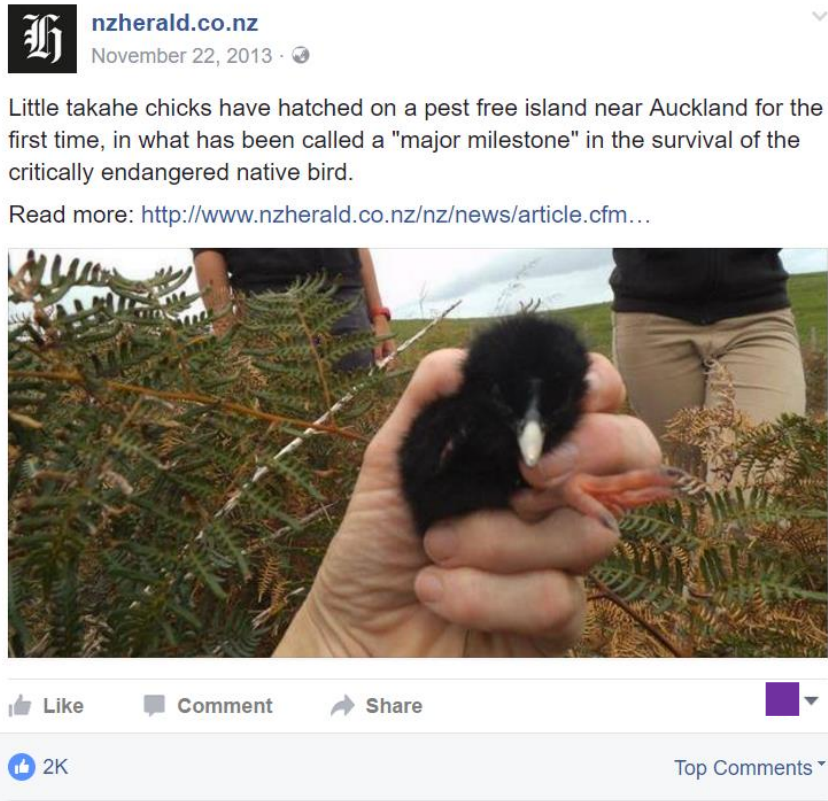 nzherald.co.nz
November 22, 2013 ·
Little takahe chicks have hatched on a pest free island near Auckland for the
first time, in what has been called a "major milestone" in the survival of the
critically endangered native bird.
Read more: http://www.nzherald.co.nz/nz/news/article.cfm...
Like Comment Share
2K Top Comments